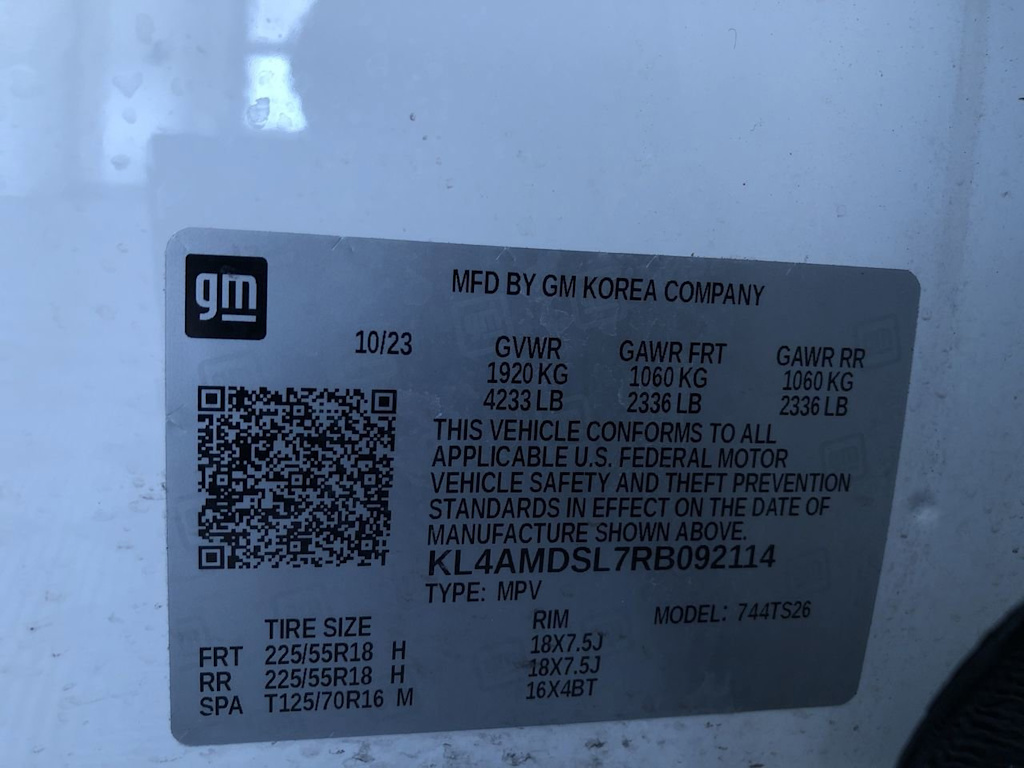 gm
MFD BY GM KOREA COMPANY
10/23
GVWR GAWR FRT GAWR RR
1920 KG 1060 KG 1060 KG
4233 LB 2336 LB 2336 LB
THIS VEHICLE CONFORMS TO ALL
APPLICABLE U.S. FEDERAL MOTOR
VEHICLE SAFETY AND THEFT PREVENTION
STANDARDS IN EFFECT ON THE DATE OF
MANUFACTURE SHOWN ABOVE.
KL4AMDSL7RB092114
TYPE: MPV
MODEL: 744TS26
TIRE SIZE RIM
FRT 225/55R18 H 18X7.5J
RR 225/55R18 H 18X7.5J
SPA T125/70R16 M 16X4BT